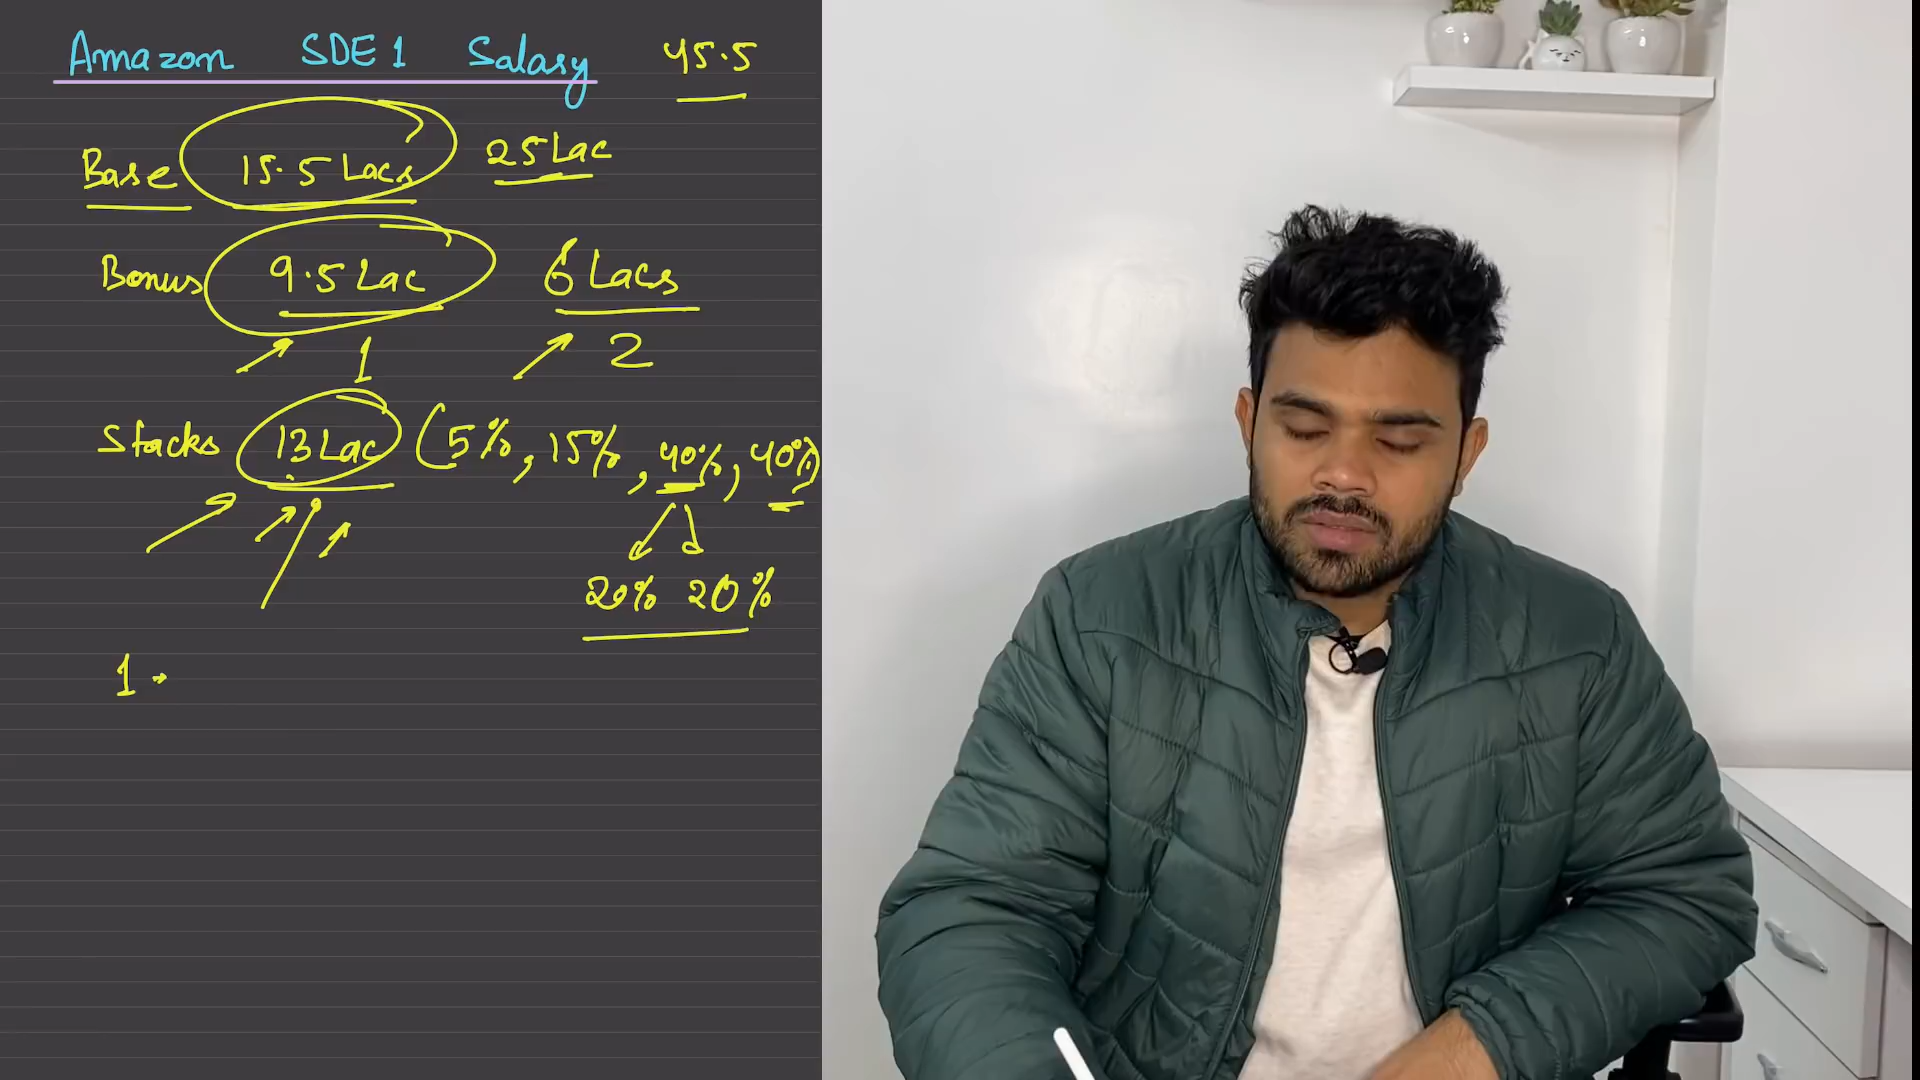 Amazon SDE 1 Salary 45.5
Base 15.5 Lacs 25 Lac
Bonus 9.5 Lac 6 Lacs
1 2
Stocks 13 Lac (5%, 15%, 40%, 40%)
20% 20%
1 →